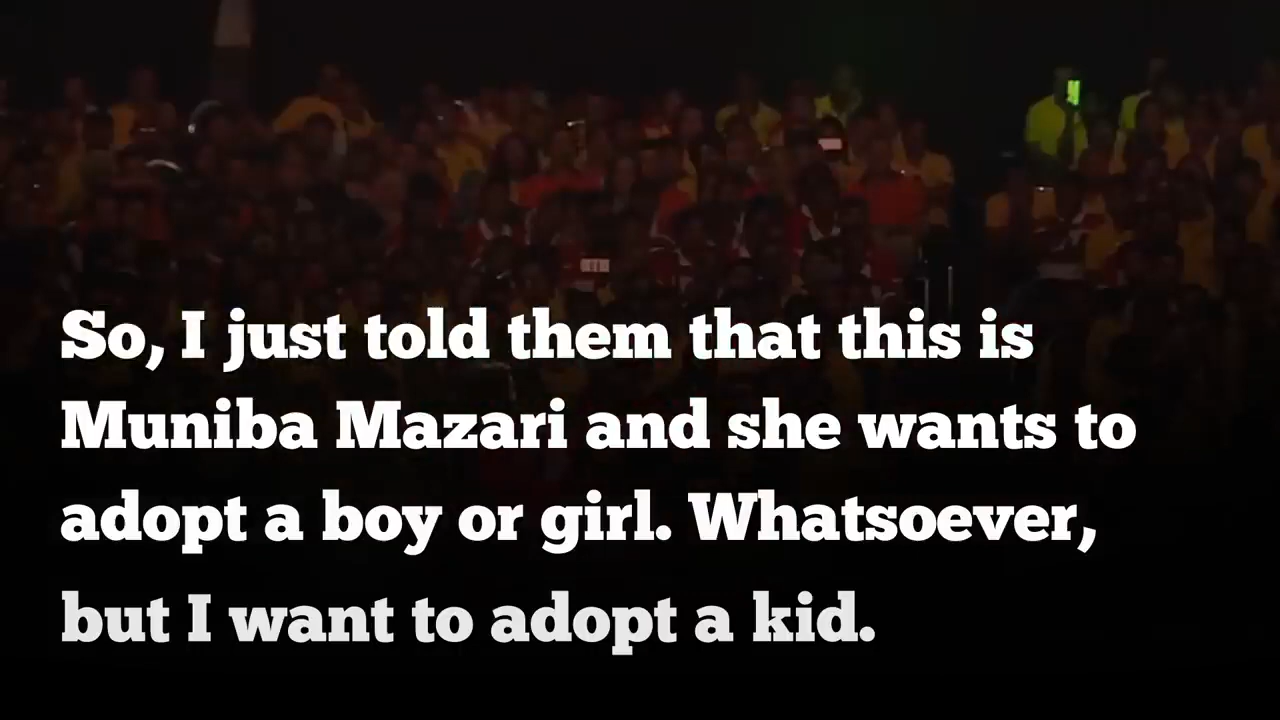 So, I just told them that this is
Muniba Mazari and she wants to
adopt a boy or girl. Whatsoever,
but I want to adopt a kid.